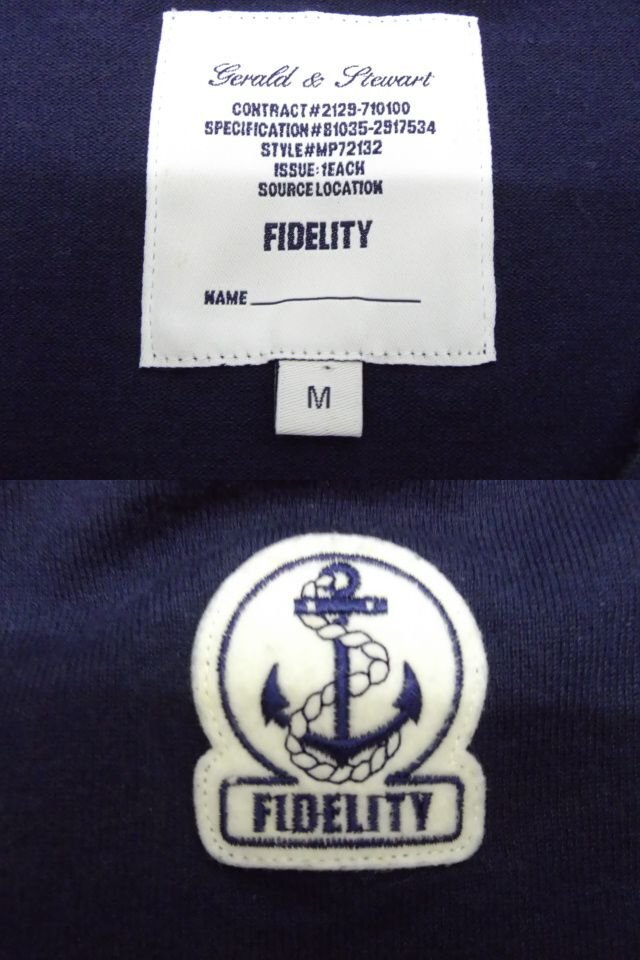 Gerald & Stewart
CONTRACT#2129-710100
SPECIFICATION#81035-2917534
STYLE#MP72132
ISSUE:1EACH
SOURCE LOCATION
FIDELITY
NAME
M
FIDELITY